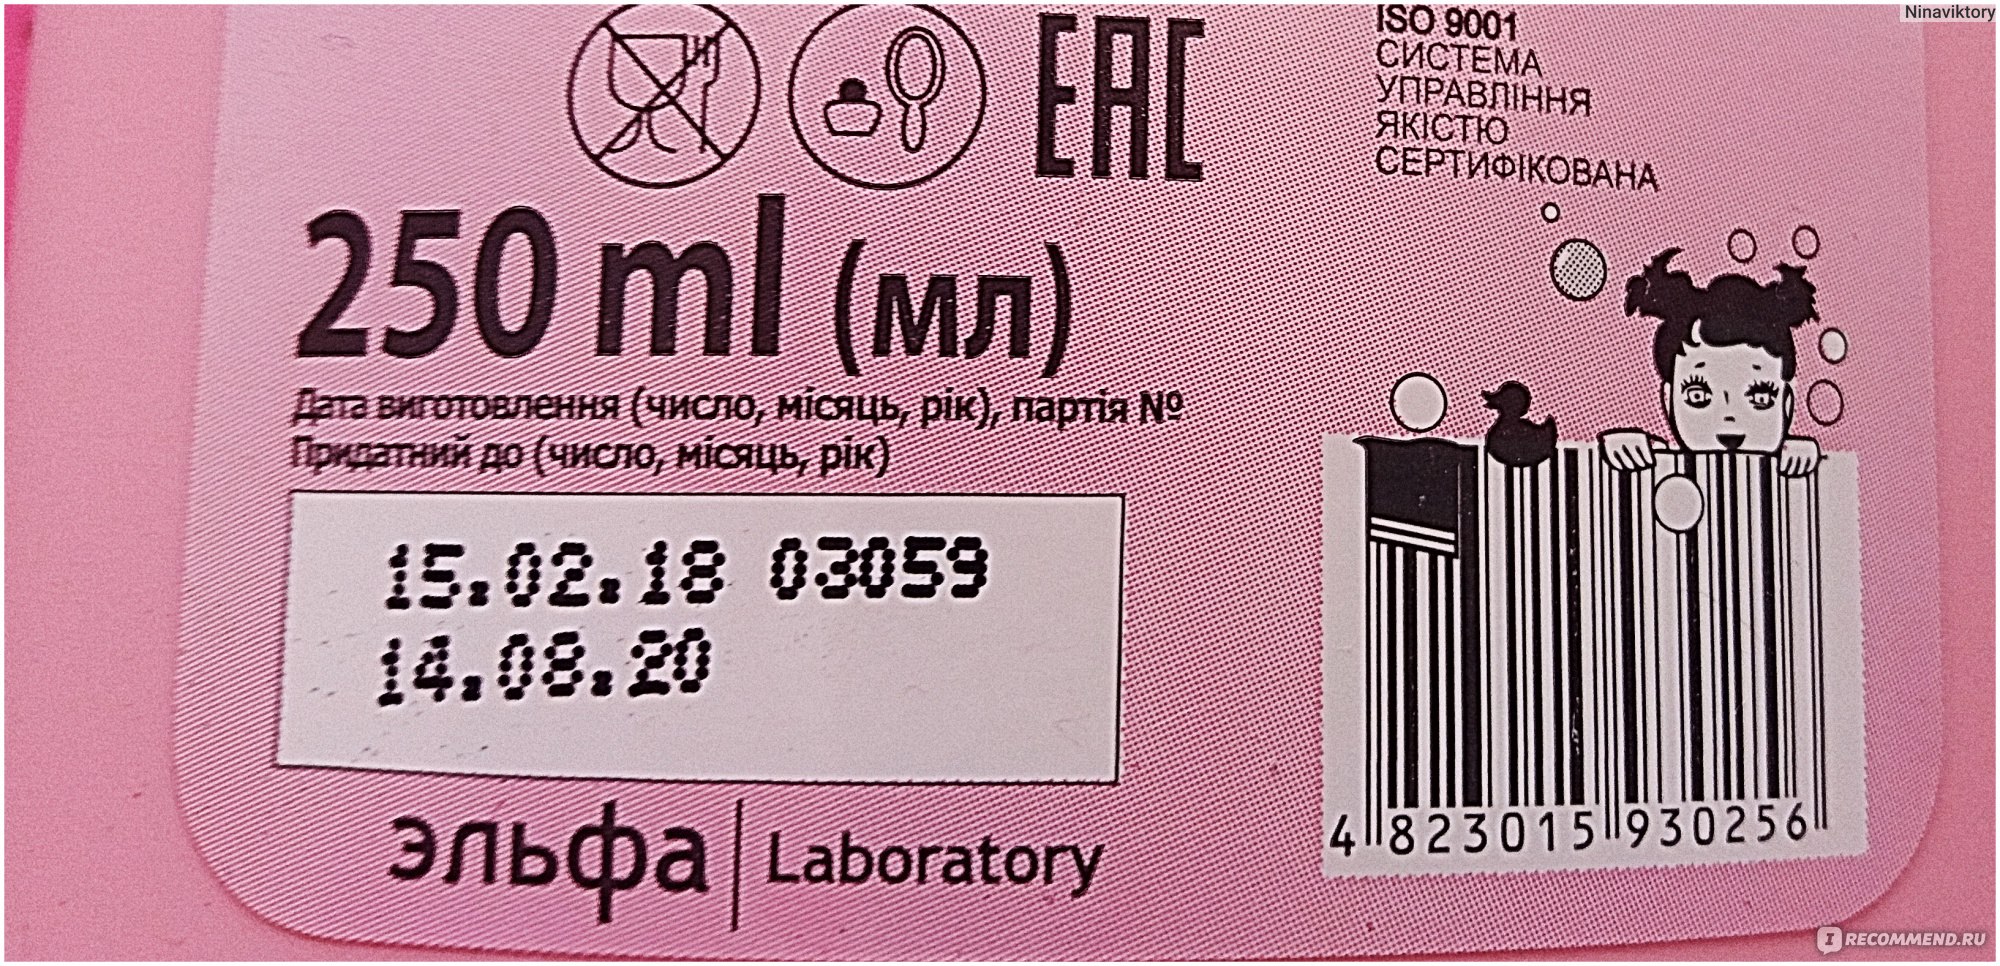 Ninaviktory
EAC
ISO 9001
СИСТЕМА
УПРАВЛІННЯ
ЯКІСТЮ
СЕРТИФІКОВАНА
250 ml (мл)
Дата виготовлення (число, місяць, рік), партія №
Придатний до (число, місяць, рік)
15.02.18 03059
14.08.20
эльфа | Laboratory
4 823015 930256
I RECOMMEND.RU